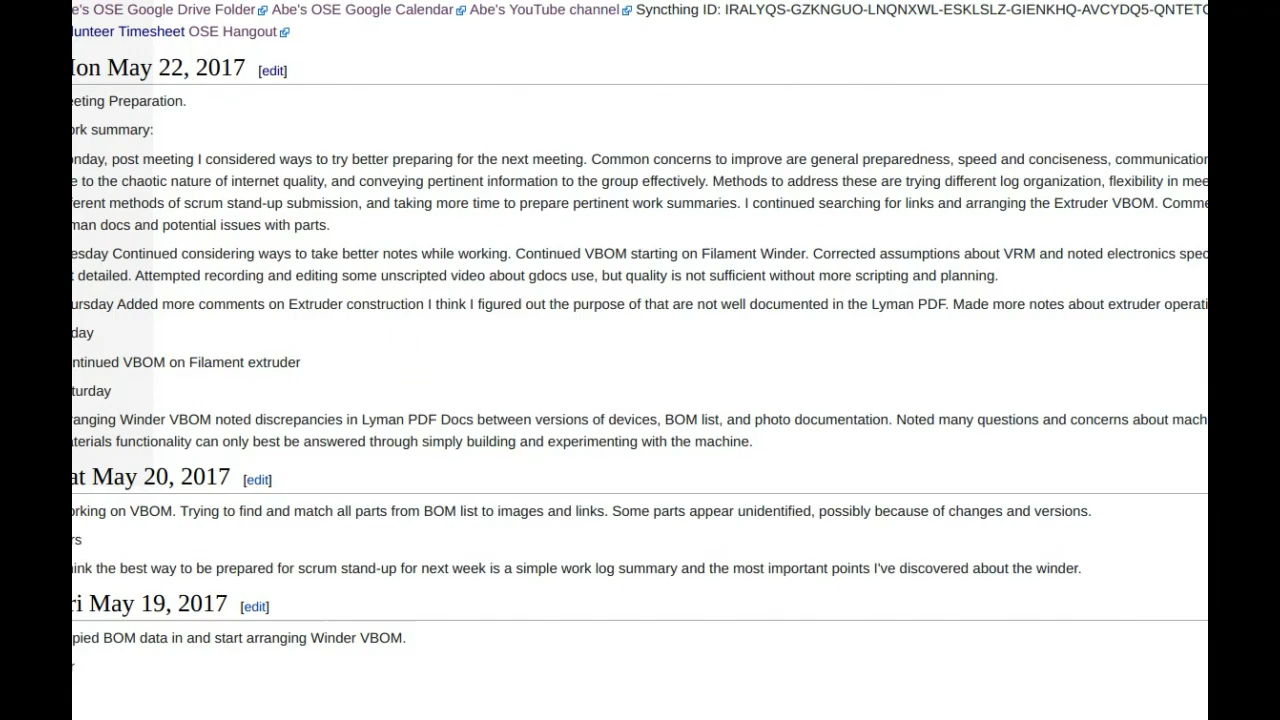 e's OSE Google Drive Folder Abe's OSE Google Calendar Abe's YouTube channel Syncthing ID: IRALYQS-GZKNGUO-LNQNXWL-ESKLSLZ-GIENKHQ-AVCYDQ5-QNTETC
lunteer Timesheet OSE Hangout
on May 22, 2017 [edit]
eeting Preparation.
ork summary:
onday, post meeting I considered ways to try better preparing for the next meeting. Common concerns to improve are general preparedness, speed and conciseness, communication
e to the chaotic nature of internet quality, and conveying pertinent information to the group effectively. Methods to address these are trying different log organization, flexibility in mee
ferent methods of scrum stand-up submission, and taking more time to prepare pertinent work summaries. I continued searching for links and arranging the Extruder VBOM. Comme
man docs and potential issues with parts.
esday Continued considering ways to take better notes while working. Continued VBOM starting on Filament Winder. Corrected assumptions about VRM and noted electronics spec
t detailed. Attempted recording and editing some unscripted video about gdocs use, but quality is not sufficient without more scripting and planning.
ursday Added more comments on Extruder construction I think I figured out the purpose of that are not well documented in the Lyman PDF. Made more notes about extruder operati
day
ntinued VBOM on Filament extruder
turday
ranging Winder VBOM noted discrepancies in Lyman PDF Docs between versions of devices, BOM list, and photo documentation. Noted many questions and concerns about mach
aterials functionality can only best be answered through simply building and experimenting with the machine.
at May 20, 2017 [edit]
orking on VBOM. Trying to find and match all parts from BOM list to images and links. Some parts appear unidentified, possibly because of changes and versions.
rs
ink the best way to be prepared for scrum stand-up for next week is a simple work log summary and the most important points I've discovered about the winder.
ri May 19, 2017 [edit]
pied BOM data in and start arranging Winder VBOM.
r